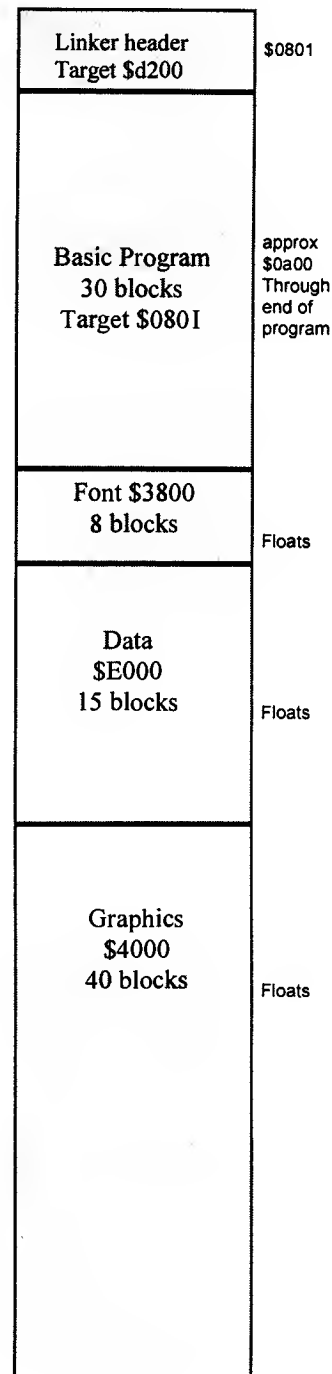 Linker header
Target $d200
$0801
Basic Program
30 blocks
Target $0801
approx
$0a00
Through
end of
program
Font $3800
8 blocks
Floats
Data
$E000
15 blocks
Floats
Graphics
$4000
40 blocks
Floats